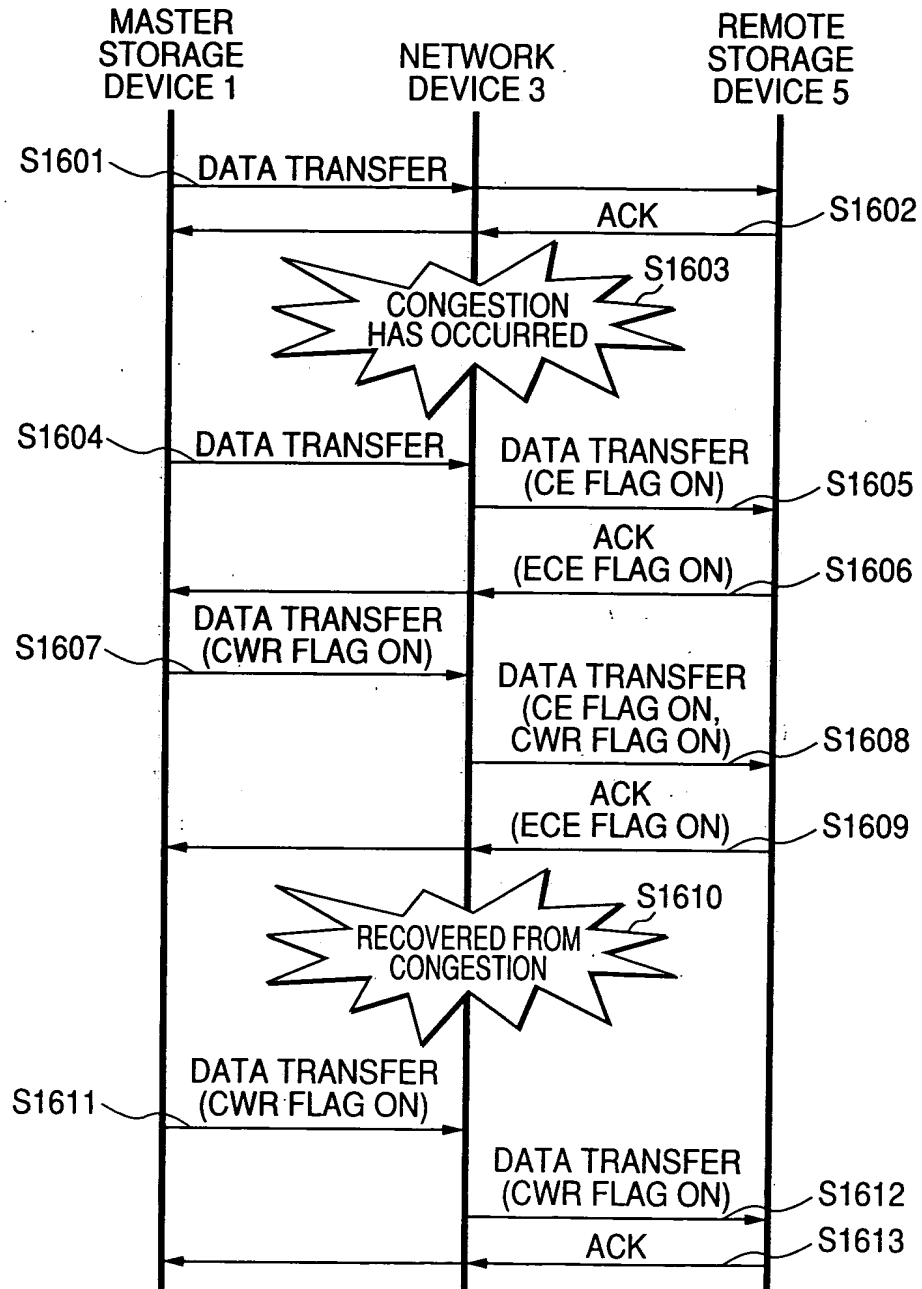 MASTER
STORAGE
DEVICE 1
NETWORK
DEVICE 3
REMOTE
STORAGE
DEVICE 5
S1601
DATA TRANSFER
ACK
S1602
S1603
CONGESTION
HAS OCCURRED
S1604
DATA TRANSFER
DATA TRANSFER
(CE FLAG ON)
S1605
ACK
(ECE FLAG ON)
S1606
S1607
DATA TRANSFER
(CWR FLAG ON)
DATA TRANSFER
(CE FLAG ON,
CWR FLAG ON)
S1608
ACK
(ECE FLAG ON)
S1609
S1610
RECOVERED FROM
CONGESTION
S1611
DATA TRANSFER
(CWR FLAG ON)
DATA TRANSFER
(CWR FLAG ON)
S1612
ACK
S1613